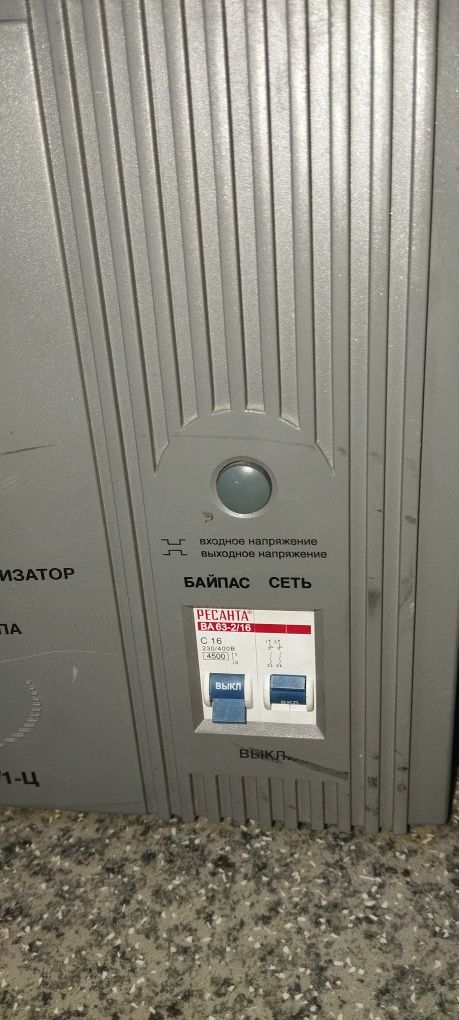 входное напряжение
выходное напряжение
БАЙПАС СЕТЬ
ИЗАТОР
ПА
РЕСАНТА®
ВА 63-2/16
С 16
230/400В
4500
ВЫКЛ
ВКЛ
ВЫКЛ.
/1-Ц